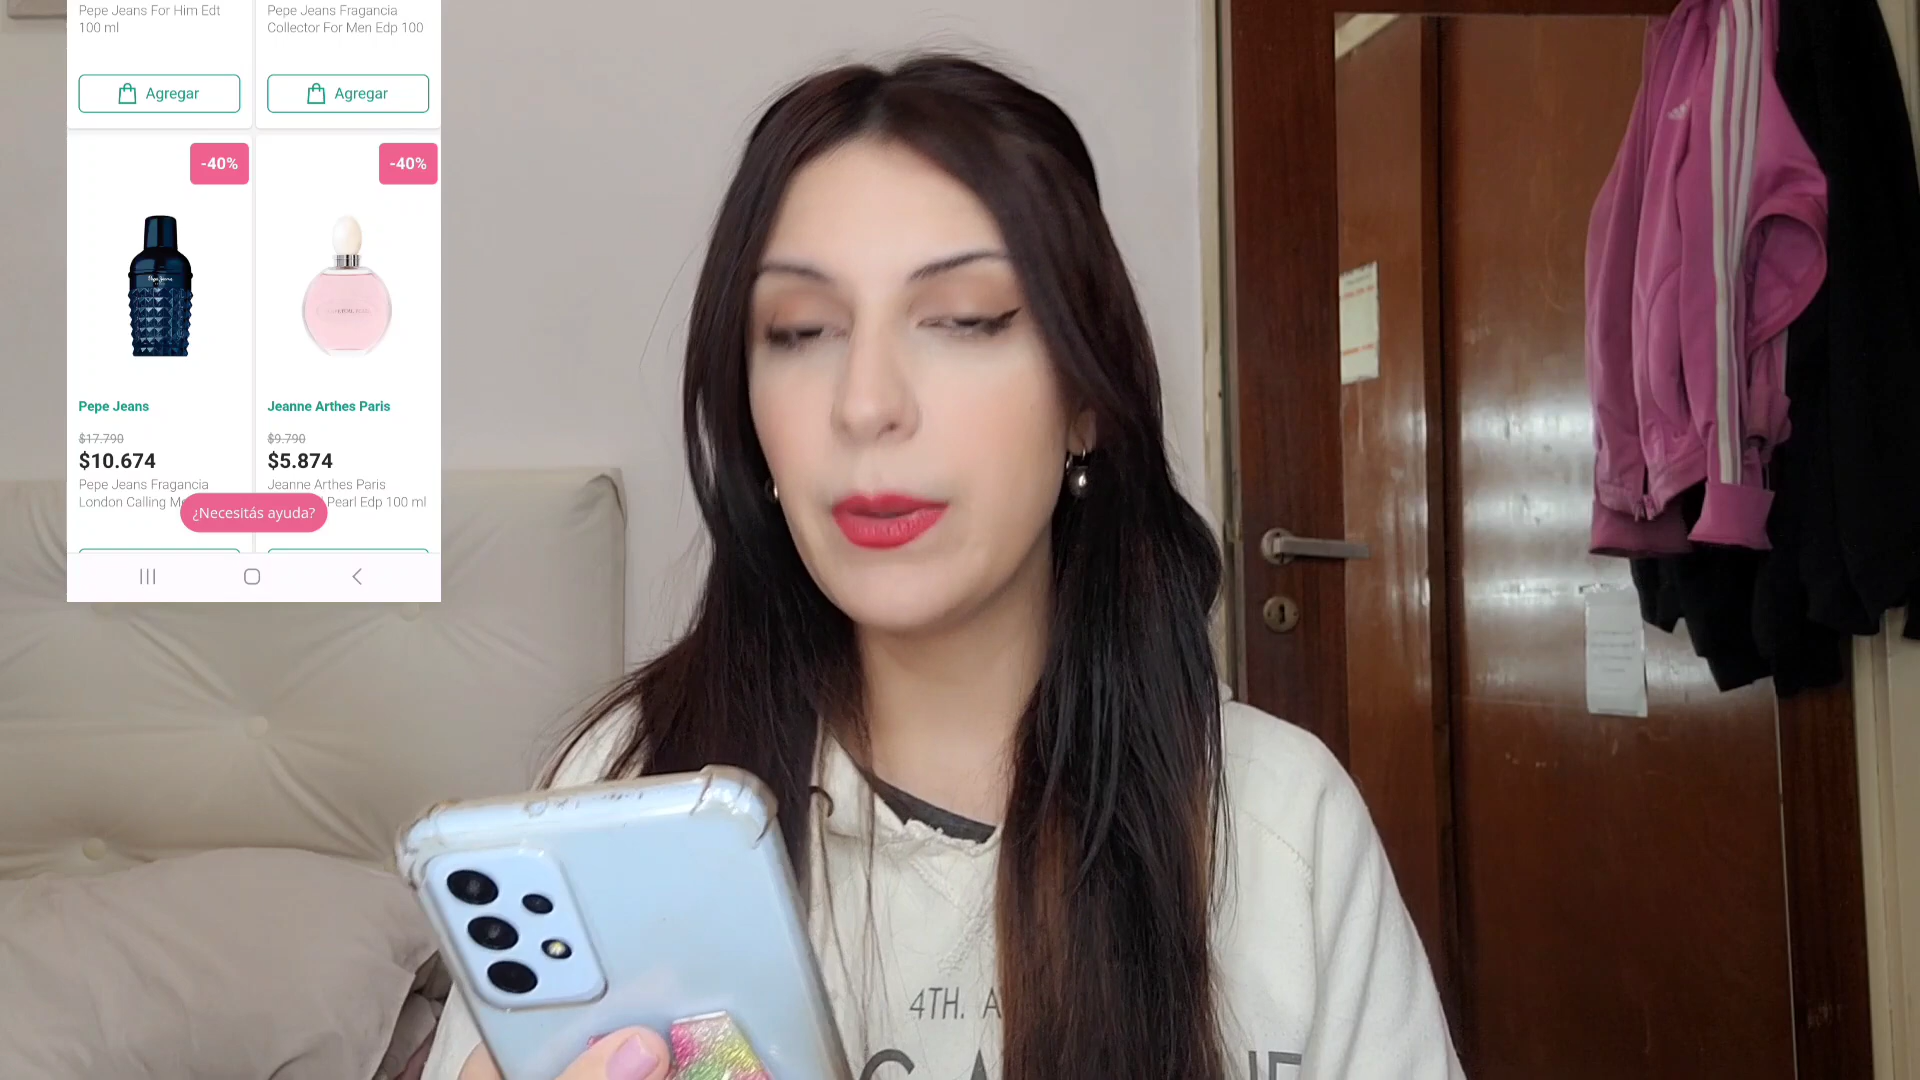 Pepe Jeans For Him Edt
100 ml
Pepe Jeans Fragancia
Collector For Men Edp 100
Agregar
Agregar
-40%
-40%
Pepe Jeans
Jeanne Arthes Paris
$17.790
$10.674
$9.790
$5.874
Pepe Jeans Fragancia
London Calling
Jeanne Arthes Paris
Pearl Edp 100 ml
¿Necesitás ayuda?
4TH.